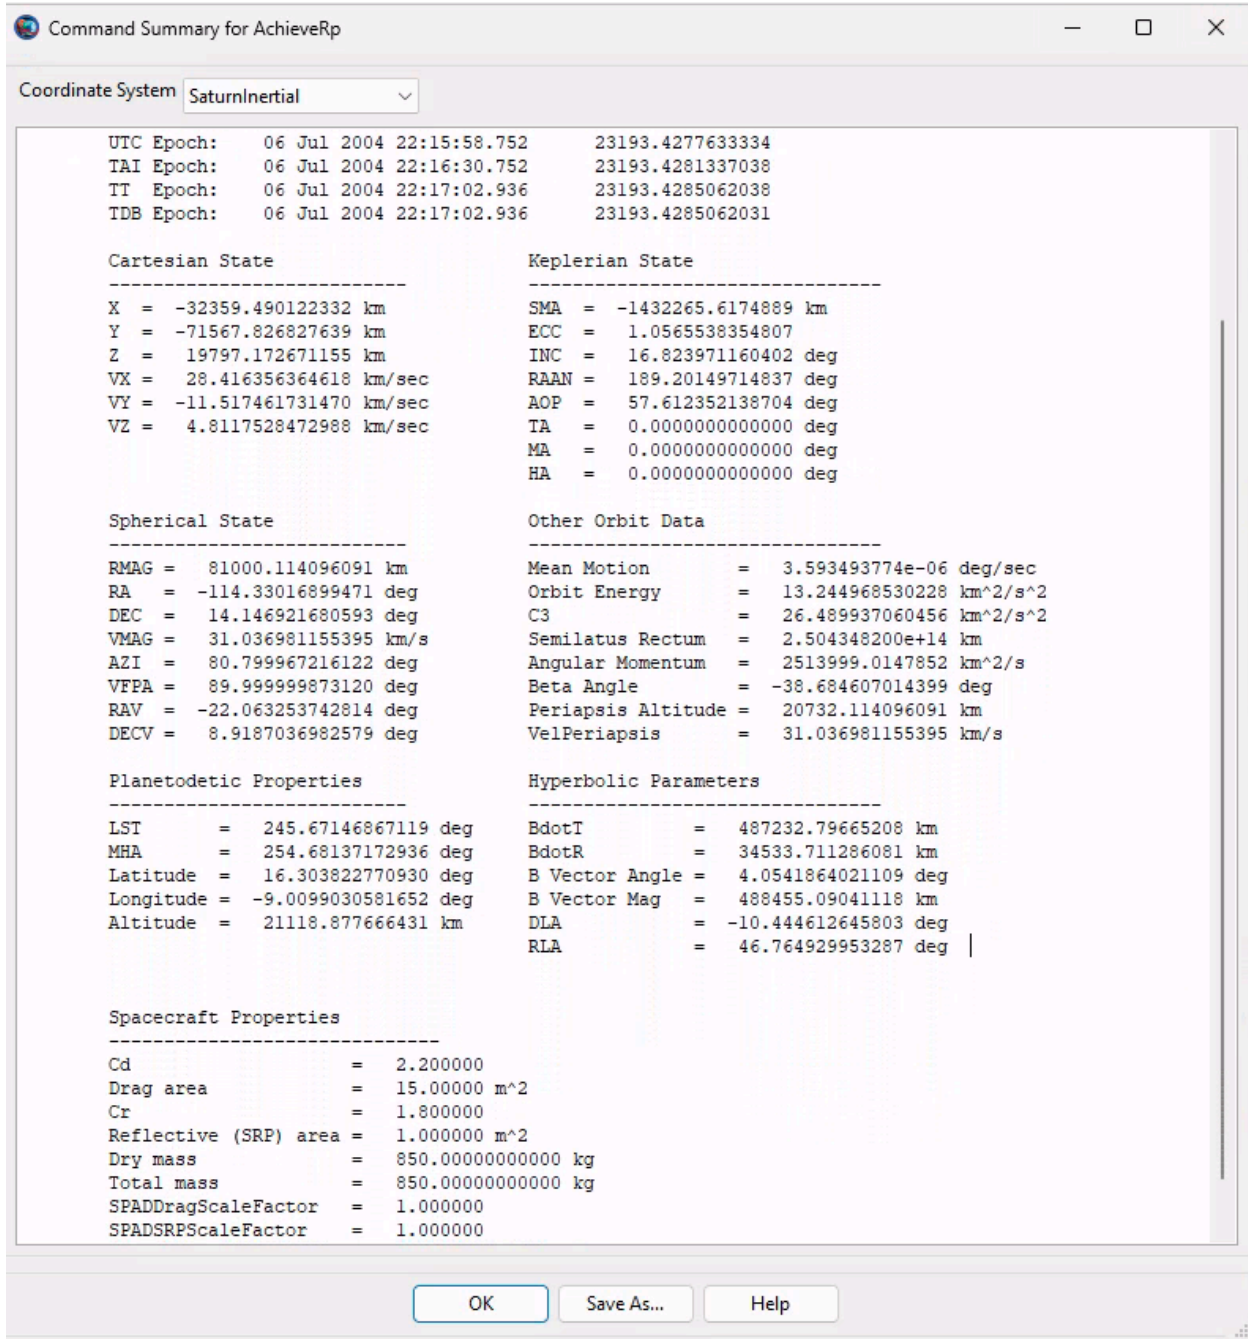 Command Summary for AchieveRp
Coordinate System SaturnInertial
UTC Epoch: 06 Jul 2004 22:15:58.752 23193.4277633334
TAI Epoch: 06 Jul 2004 22:16:30.752 23193.4281337038
TT Epoch: 06 Jul 2004 22:17:02.936 23193.4285062038
TDB Epoch: 06 Jul 2004 22:17:02.936 23193.4285062031
Cartesian State Keplerian State
--------------------------- --------------------------------
X = -32359.490122332 km SMA = -1432265.6174889 km
Y = -71567.826827639 km ECC = 1.0565538354807
Z = 19797.172671155 km INC = 16.823971160402 deg
VX = 28.416356364618 km/sec RAAN = 189.20149714837 deg
VY = -11.517461731470 km/sec AOP = 57.612352138704 deg
VZ = 4.8117528472988 km/sec TA = 0.0000000000000 deg
MA = 0.0000000000000 deg
HA = 0.0000000000000 deg
Spherical State Other Orbit Data
--------------------------- --------------------------------
RMAG = 81000.114096091 km Mean Motion = 3.593493774e-06 deg/sec
RA = -114.33016899471 deg Orbit Energy = 13.244968530228 km^2/s^2
DEC = 14.146921680593 deg C3 = 26.489937060456 km^2/s^2
VMAG = 31.036981155395 km/s Semilatus Rectum = 2.504348200e+14 km
AZI = 80.799967216122 deg Angular Momentum = 2513999.0147852 km^2/s
VFPA = 89.999999873120 deg Beta Angle = -38.684607014399 deg
RAV = -22.063253742814 deg Periapsis Altitude = 20732.114096091 km
DECV = 8.9187036982579 deg VelPeriapsis = 31.036981155395 km/s
Planetodetic Properties Hyperbolic Parameters
--------------------------- --------------------------------
LST = 245.67146867119 deg BdotT = 487232.79665208 km
MHA = 254.68137172936 deg BdotR = 34533.711286081 km
Latitude = 16.303822770930 deg B Vector Angle = 4.0541864021109 deg
Longitude = -9.0099030581652 deg B Vector Mag = 488455.09041118 km
Altitude = 21118.877666431 km DLA = -10.444612645803 deg
RLA = 46.764929953287 deg
Spacecraft Properties
------------------------------
Cd = 2.200000
Drag area = 15.00000 m^2
Cr = 1.800000
Reflective (SRP) area = 1.000000 m^2
Dry mass = 850.00000000000 kg
Total mass = 850.00000000000 kg
SPADDragScaleFactor = 1.000000
SPADSRPScaleFactor = 1.000000
OK Save As... Help